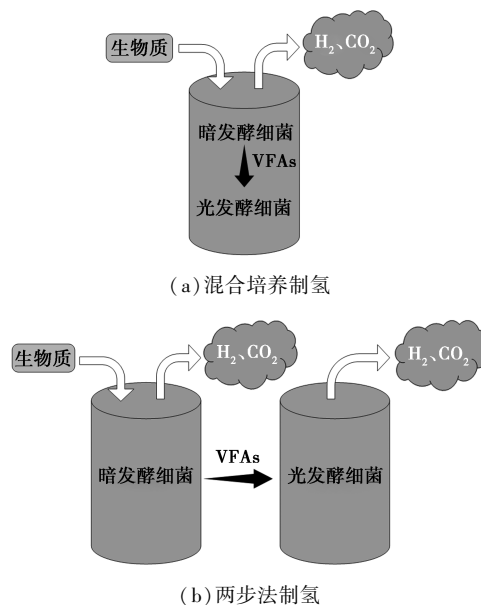 生物质
H₂、CO₂
暗发酵细菌
VFAs
光发酵细菌
(a)混合培养制氢
生物质
H₂、CO₂
H₂、CO₂
暗发酵细菌
VFAs
光发酵细菌
(b)两步法制氢